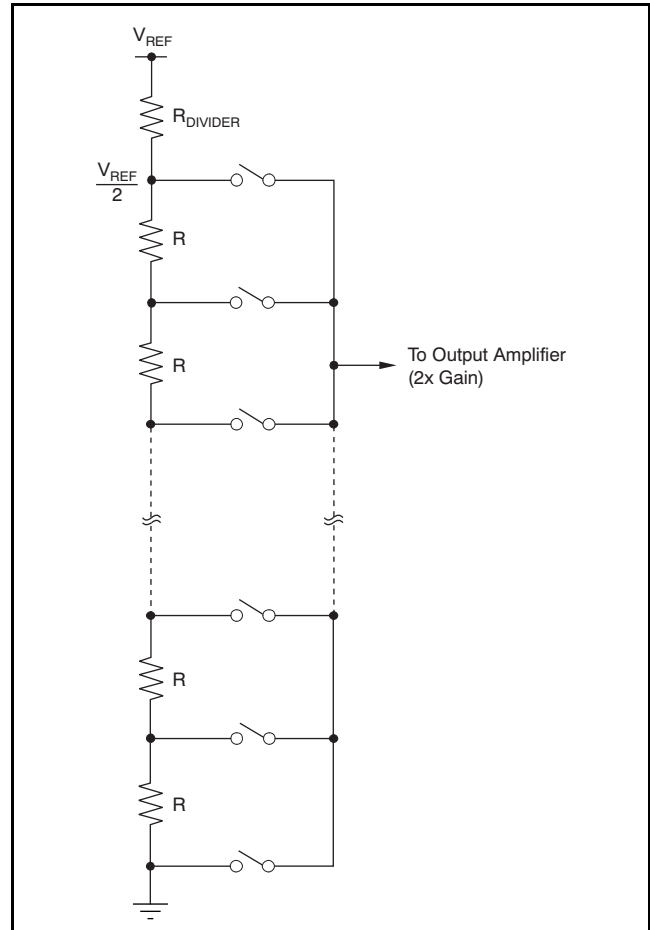 VREF
RDIVIDER
VREF
2
R
R
To Output Amplifier
(2x Gain)
R
R